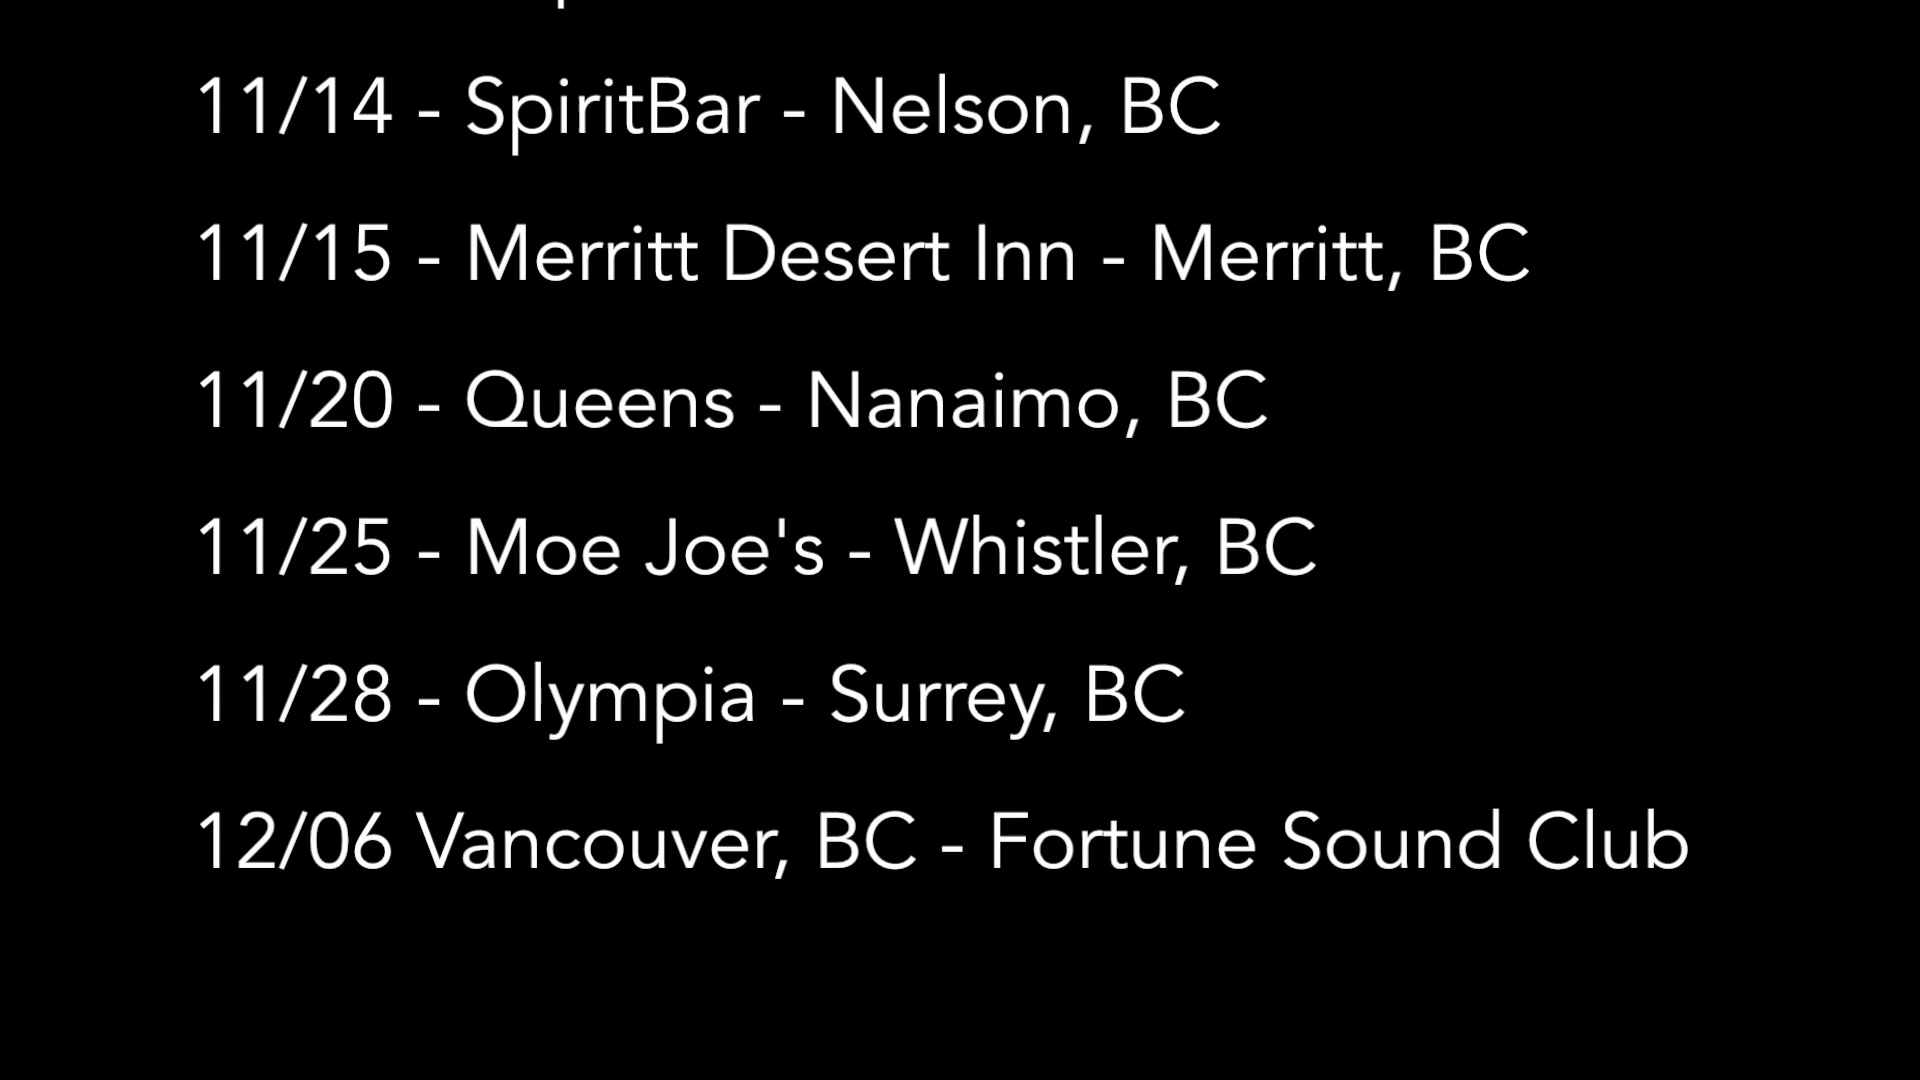 11/14 - SpiritBar - Nelson, BC
11/15 - Merritt Desert Inn - Merritt, BC
11/20 - Queens - Nanaimo, BC
11/25 - Moe Joe's - Whistler, BC
11/28 - Olympia - Surrey, BC
12/06 Vancouver, BC - Fortune Sound Club